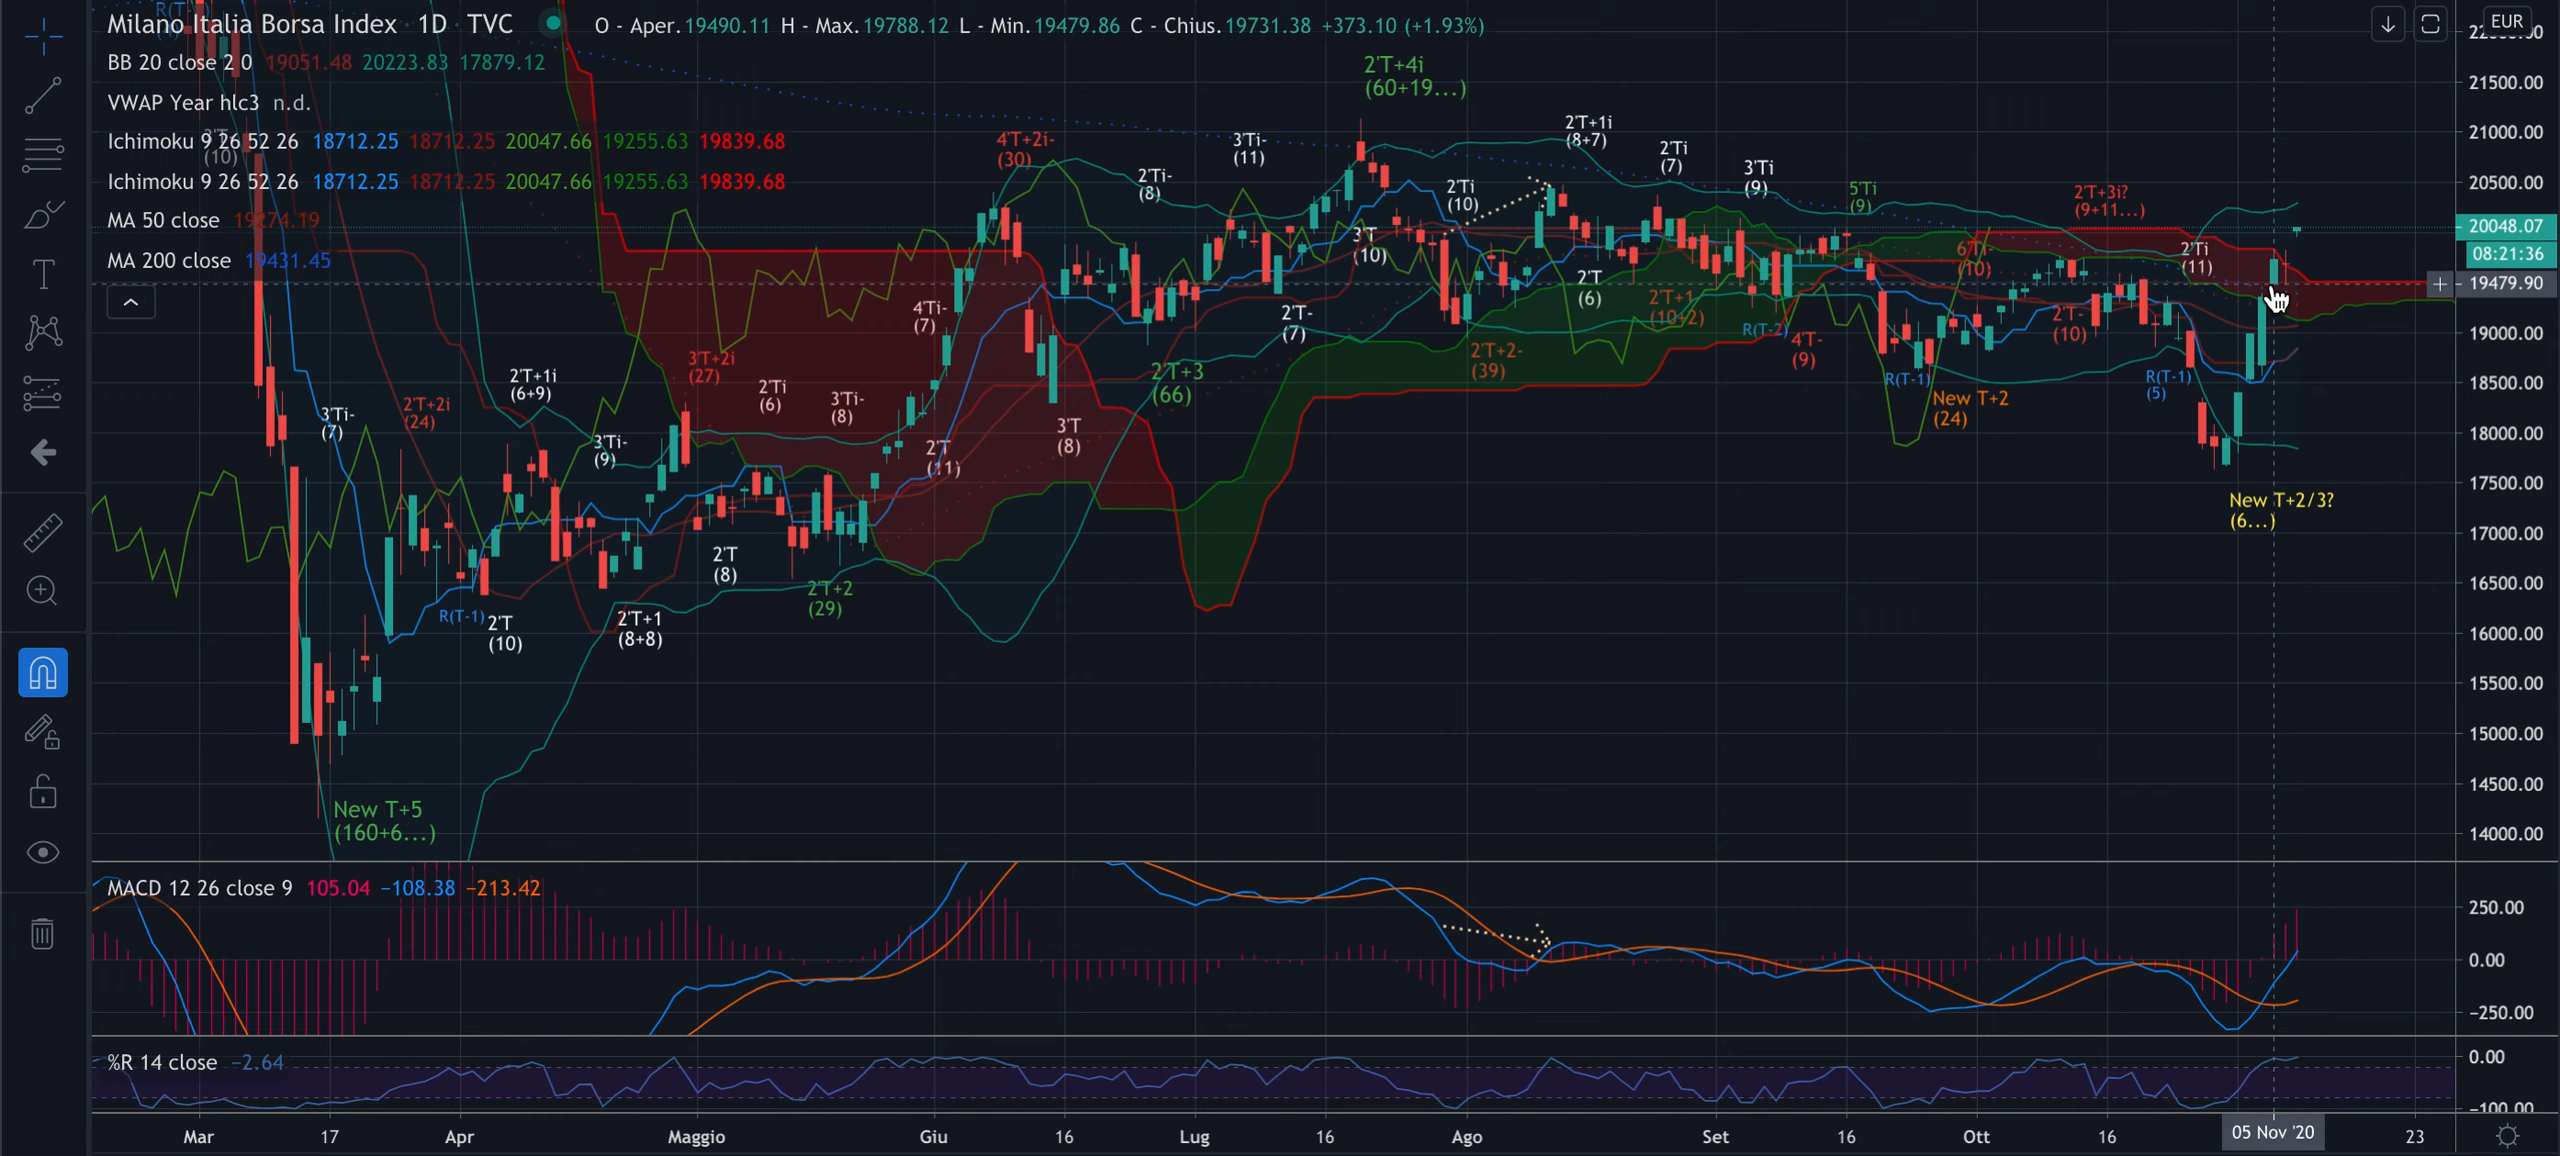 Milano Italia Borsa Index · 1D · TVC O - Aper.19490.11 H - Max.19788.12 L - Min.19479.86 C - Chius.19731.38 +373.10 (+1.93%)
EUR
BB 20 close 2 0 19051.48 20223.83 17879.12
VWAP Year hlc3 n.d.
Ichimoku 9 26 52 26 18712.25 18712.25 20047.66 19255.63 19839.68
Ichimoku 9 26 52 26 18712.25 18712.25 20047.66 19255.63 19839.68
MA 50 close 19274.19
MA 200 close 19431.45
(10)
2'T+4i
(60+19...)
4'T+2i-
(30)
2'Ti-
(8)
3'Ti-
(11)
2'Ti
(10)
3'T
(10)
2'T+1i
(8+7)
2'Ti
(7)
3'Ti
(9)
5'Ti
(9)
2'T+3i?
(9+11...)
2'Ti
(11)
6'T-
(10)
2'T
(6)
2'T+1
(10+2)
R(T-2)
4'T-
(9)
2'T-
(7)
2'T+2-
(39)
2'T+3
(66)
4'Ti-
(7)
3'T+2i
(27)
2'Ti
(6)
3'Ti-
(8)
2'T
(11)
3'T
(8)
2'T+1i
(6+9)
2'T+2i
(24)
3'Ti-
(7)
3'Ti-
(9)
2'T
(8)
2'T+2
(29)
R(T-1)
2'T
(10)
2'T+1
(8+8)
R(T-1)
New T+2
(24)
2'T-
(10)
R(T-1)
(5)
New T+2/3?
(6...)
New T+5
(160+6...)
21500.00
21000.00
20500.00
20048.07
08:21:36
19479.90
19000.00
18500.00
18000.00
17500.00
17000.00
16500.00
16000.00
15500.00
15000.00
14500.00
14000.00
MACD 12 26 close 9 105.04 −108.38 −213.42
250.00
0.00
−250.00
%R 14 close −2.64
0.00
−100.00
Mar 17 Apr Maggio Giu 16 Lug 16 Ago Set 16 Ott 16 05 Nov '20 23